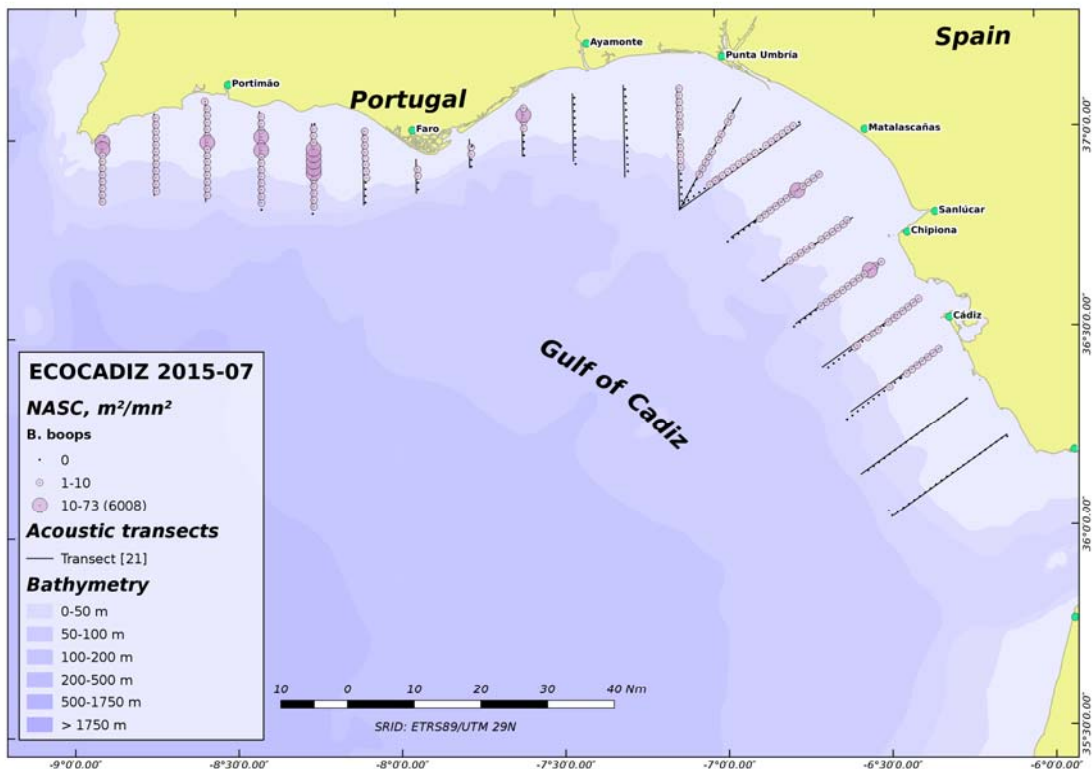 Spain
Ayamonte
Punta Umbría
Portimão
Portugal
Faro
Matalascañas
Sanlúcar
Chipiona
Cádiz
Gulf of Cadiz
37°0'0.00"
36°30'0.00"
36°0'0.00"
35°30'0.00"
ECOCADIZ 2015-07
NASC, m²/mn²
B. boops
0
1-10
10-73 (6008)
Acoustic transects
Transect [21]
Bathymetry
0-50 m
50-100 m
100-200 m
200-500 m
500-1750 m
> 1750 m
10 0 10 20 30 40 Nm
SRID: ETRS89/UTM 29N
-9°0'0.00" -8°30'0.00" -8°0'0.00" -7°30'0.00" -7°0'0.00" -6°30'0.00" -6°0'0.00"